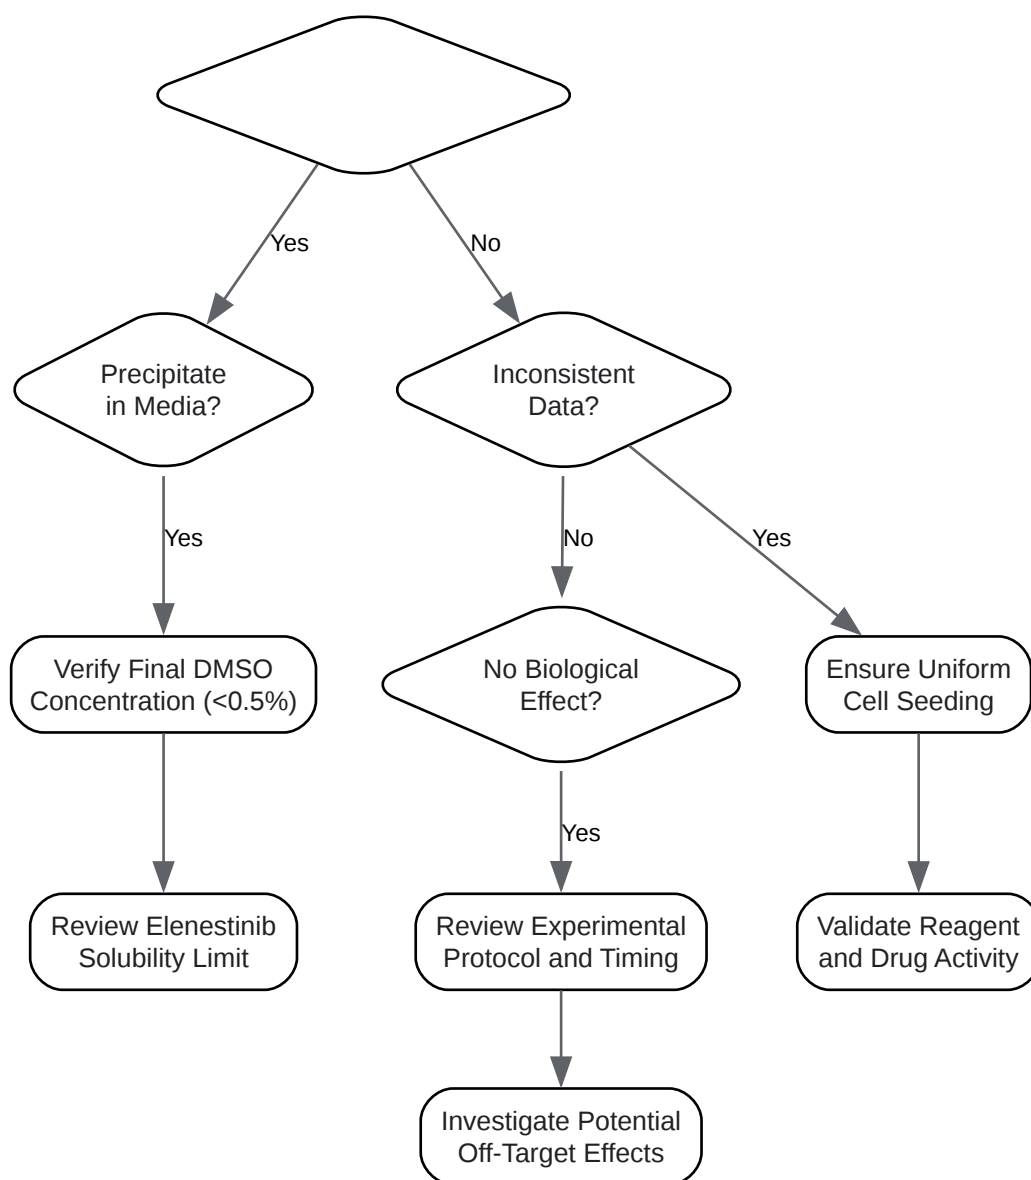 Yes
No
Precipitate
in Media?
Inconsistent
Data?
Yes
No
Yes
Verify Final DMSO
Concentration (<0.5%)
No Biological
Effect?
Ensure Uniform
Cell Seeding
Yes
Review Elenestinib
Solubility Limit
Review Experimental
Protocol and Timing
Validate Reagent
and Drug Activity
Investigate Potential
Off-Target Effects